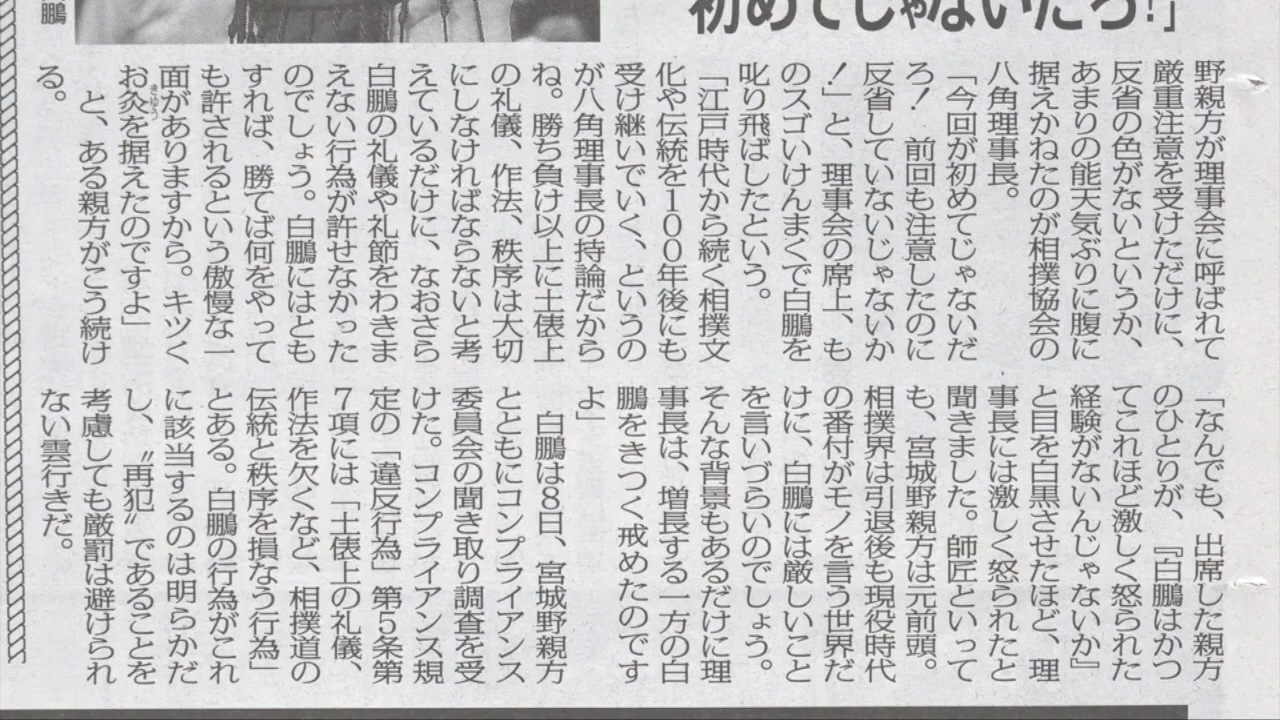 初めてじゃないだろ!」
鵬
野親方が理事会に呼ばれて
厳重注意を受けただけに、
反省の色がないというか、
あまりの能天気ぶりに腹に
据えかねたのが相撲協会の
八角理事長。
「今回が初めてじゃないだ
ろ！　前回も注意したのに
反省していないじゃないか
！」と、理事会の席上、も
のスゴいけんまくで白鵬を
叱り飛ばしたという。
「江戸時代から続く相撲文
化や伝統を100年後にも
受け継いでいく、というの
が八角理事長の持論だから
ね。勝ち負け以上に土俵上
の礼儀、作法、秩序は大切
にしなければならないと考
えているだけに、なおさら
白鵬の礼儀や礼節をわきま
えない行為が許せなかった
のでしょう。白鵬にはとも
すれば、勝てば何をやって
も許されるという傲慢な一
面がありますから。キツく
お灸を据えたのですよ」
と、ある親方がこう続け
る。
「なんでも、出席した親方
のひとりが、『白鵬はかつ
てこれほど激しく怒られた
経験がないんじゃないか』
と目を白黒させたほど、理
事長には激しく怒られたと
聞きました。師匠といって
も、宮城野親方は元前頭。
相撲界は引退後も現役時代
の番付がモノを言う世界だ
けに、白鵬には厳しいこと
を言いづらいのでしょう。
そんな背景もあるだけに理
事長は、増長する一方の白
鵬をきつく戒めたのです
よ」
白鵬は8日、宮城野親方
とともにコンプライアンス
委員会の聞き取り調査を受
けた。コンプライアンス規
定の「違反行為」第5条第
7項には「土俵上の礼儀、
作法を欠くなど、相撲道の
伝統と秩序を損なう行為」
とある。白鵬の行為がこれ
に該当するのは明らかだ
し、〝再犯〟であることを
考慮しても厳罰は避けられ
ない雲行きだ。